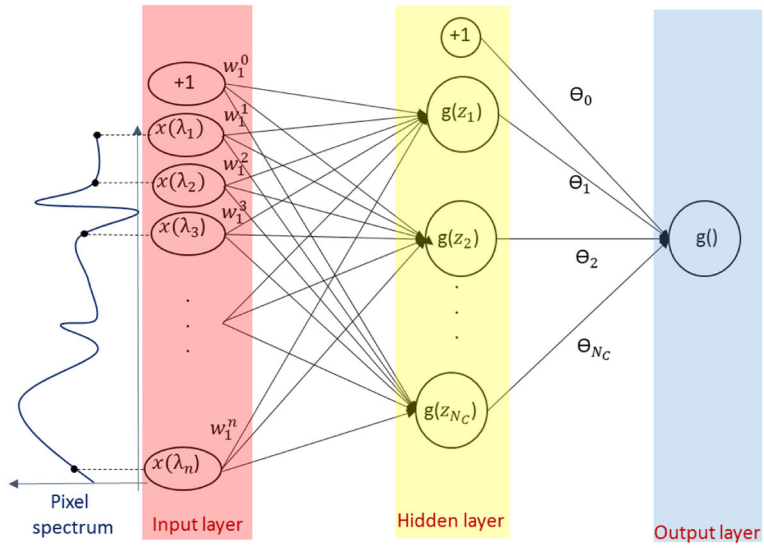 +1
x(λ₁)
x(λ₂)
x(λ₃)
.
.
.
x(λₙ)
w₁⁰
w₁¹
w₁²
w₁³
w₁ⁿ
+1
g(z₁)
g(z₂)
.
.
.
g(z_{N_C})
ϴ₀
ϴ₁
ϴ₂
ϴ_{N_C}
g()
Pixel
spectrum
Input layer
Hidden layer
Output layer